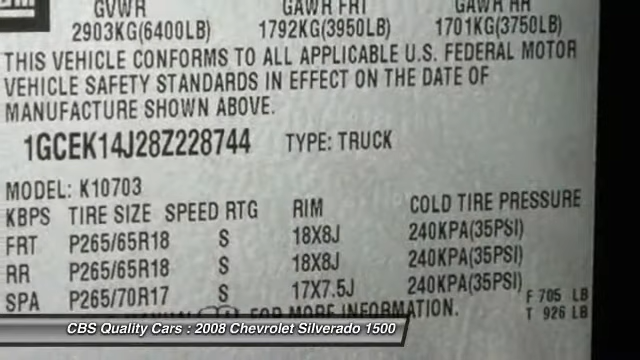 GVWR GAWR FRT GAWR RR
2903KG(6400LB) 1792KG(3950LB) 1701KG(3750LB)
THIS VEHICLE CONFORMS TO ALL APPLICABLE U.S. FEDERAL MOTOR
VEHICLE SAFETY STANDARDS IN EFFECT ON THE DATE OF
MANUFACTURE SHOWN ABOVE.
1GCEK14J28Z228744 TYPE: TRUCK
MODEL: K10703
KBPS TIRE SIZE SPEED RTG RIM COLD TIRE PRESSURE
FRT P265/65R18 S 18X8J 240KPA(35PSI)
RR P265/65R18 S 18X8J 240KPA(35PSI)
SPA P265/70R17 S 17X7.5J 240KPA(35PSI)
F 705 LB
FOR MORE INFORMATION. T 926 LB
CBS Quality Cars : 2008 Chevrolet Silverado 1500